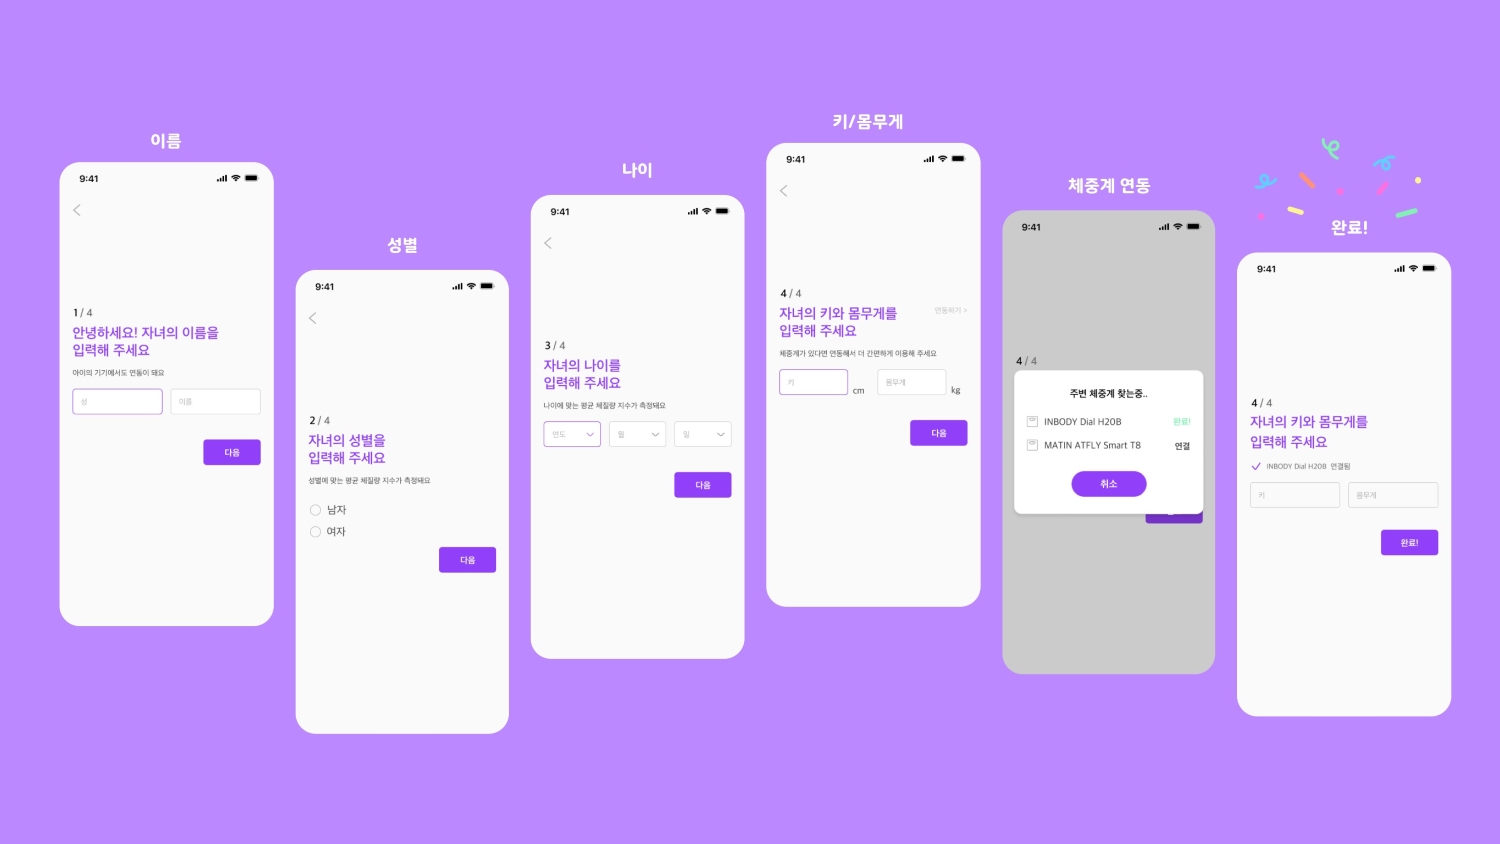 이름
9:41
1 / 4
안녕하세요! 자녀의 이름을
입력해 주세요
아이의 기기에서도 연동이 돼요
성
이름
다음
성별
9:41
2 / 4
자녀의 성별을
입력해 주세요
성별에 맞는 평균 체질량 지수가 측정돼요
남자
여자
다음
나이
9:41
3 / 4
자녀의 나이를
입력해 주세요
나이에 맞는 평균 체질량 지수가 측정돼요
연도
월
일
다음
키/몸무게
9:41
4 / 4
자녀의 키와 몸무게를
입력해 주세요
연동하기 >
체중계가 있다면 연동해서 더 간편하게 이용해 주세요
키
cm
몸무게
kg
다음
체중계 연동
9:41
4 / 4
주변 체중계 찾는중..
INBODY Dial H20B
완료!
MATIN ATFLY Smart T8
연결
취소
완료!
9:41
4 / 4
자녀의 키와 몸무게를
입력해 주세요
INBODY Dial H20B 연결됨
키
몸무게
완료!